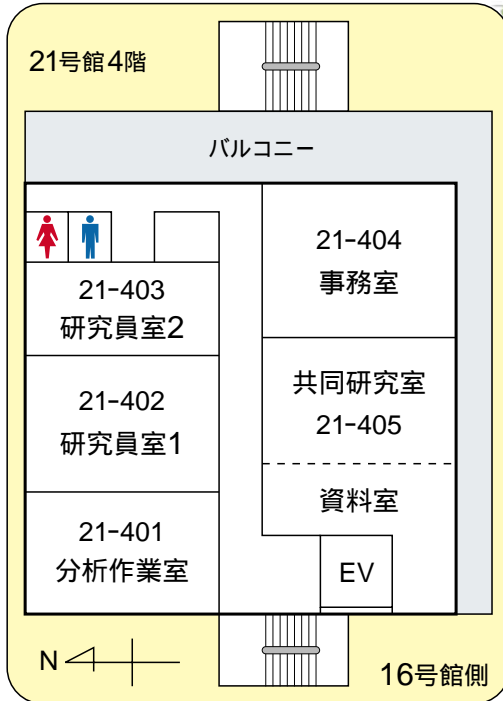 21号館4階
バルコニー
21-404
事務室
21-403
研究員室2
共同研究室
21-405
21-402
研究員室1
資料室
21-401
分析作業室
EV
N
16号館側